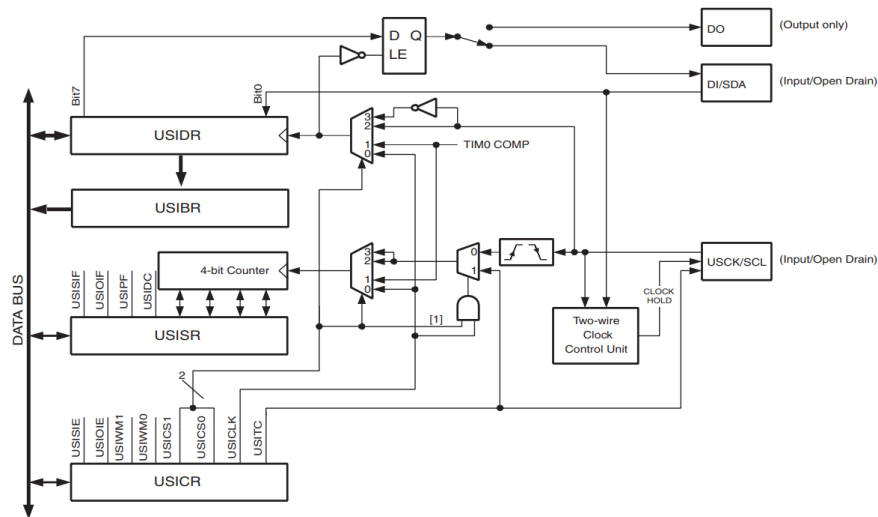 D Q
LE
DO
(Output only)
DI/SDA
(Input/Open Drain)
Bit7
Bit0
USIDR
3
2
1
0
TIM0 COMP
USIBR
DATA BUS
4-bit Counter
3
2
1
0
0
1
USCK/SCL
(Input/Open Drain)
CLOCK
HOLD
USISIF
USIOIF
USIPF
USIDC
USISR
[1]
Two-wire
Clock
Control Unit
2
USISIE
USIOIE
USIWM1
USIWM0
USICS1
USICS0
USICLK
USITC
USICR